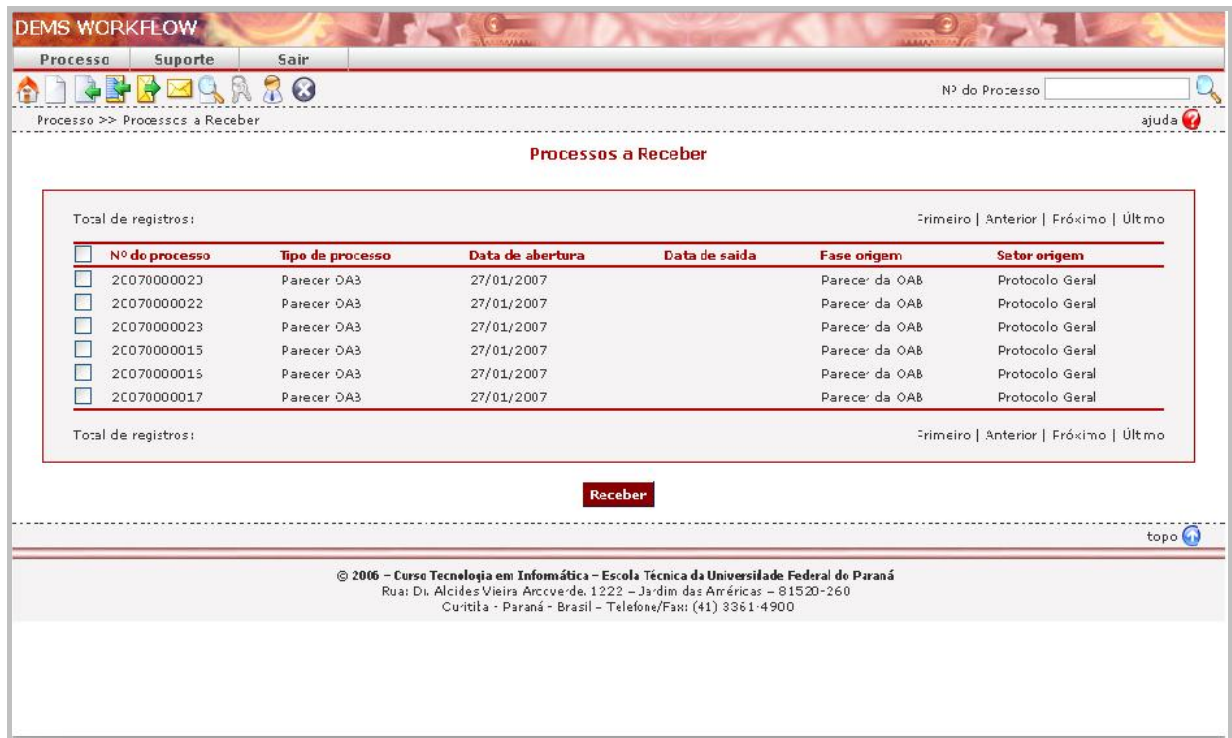 DEMS WORKFLOW
Processo Suporte Sair
Nº do Processo
Processo >> Processos a Receber ajuda
Processos a Receber
Total de registros: Primeiro | Anterior | Próximo | Último
Nº do processo Tipo de processo Data de abertura Data de saida Fase origem Setor origem
Parecer OAB 27/01/2007 Parecer da OAB Protocolo Geral
20070000022 Parecer OAB 27/01/2007 Parecer da OAB Protocolo Geral
20070000023 Parecer OAB 27/01/2007 Parecer da OAB Protocolo Geral
20070000015 Parecer OAB 27/01/2007 Parecer da OAB Protocolo Geral
20070000016 Parecer OAB 27/01/2007 Parecer da OAB Protocolo Geral
20070000017 Parecer OAB 27/01/2007 Parecer da OAB Protocolo Geral
Total de registros: Primeiro | Anterior | Próximo | Último
Receber
topo
© 2006 – Curso Tecnologia em Informática – Escola Técnica da Universidade Federal do Paraná
Rua: Dr. Alcides Vieira Arcoverde, 1222 – Jardim das Américas – 81520-260
Curitiba - Paraná - Brasil - Telefone/Fax: (41) 3361-4900